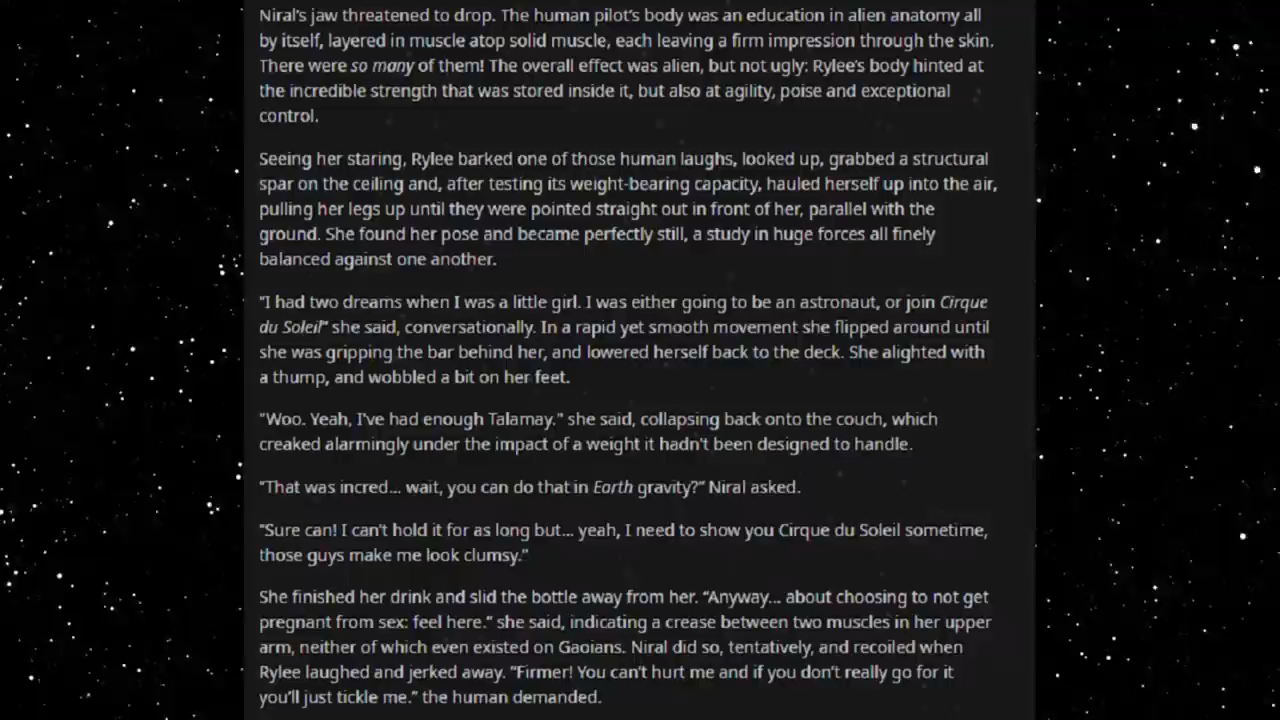 Niral’s jaw threatened to drop. The human pilot’s body was an education in alien anatomy all
by itself, layered in muscle atop solid muscle, each leaving a firm impression through the skin.
There were so many of them! The overall effect was alien, but not ugly: Rylee’s body hinted at
the incredible strength that was stored inside it, but also at agility, poise and exceptional
control.
Seeing her staring, Rylee barked one of those human laughs, looked up, grabbed a structural
spar on the ceiling and, after testing its weight-bearing capacity, hauled herself up into the air,
pulling her legs up until they were pointed straight out in front of her, parallel with the
ground. She found her pose and became perfectly still, a study in huge forces all finely
balanced against one another.
“I had two dreams when I was a little girl. I was either going to be an astronaut, or join Cirque
du Soleil” she said, conversationally. In a rapid yet smooth movement she flipped around until
she was gripping the bar behind her, and lowered herself back to the deck. She alighted with
a thump, and wobbled a bit on her feet.
“Woo. Yeah, I’ve had enough Talamay.” she said, collapsing back onto the couch, which
creaked alarmingly under the impact of a weight it hadn’t been designed to handle.
“That was incred… wait, you can do that in Earth gravity?” Niral asked.
“Sure can! I can’t hold it for as long but… yeah, I need to show you Cirque du Soleil sometime,
those guys make me look clumsy.”
She finished her drink and slid the bottle away from her. “Anyway… about choosing to not get
pregnant from sex: feel here.” she said, indicating a crease between two muscles in her upper
arm, neither of which even existed on Gaoians. Niral did so, tentatively, and recoiled when
Rylee laughed and jerked away. “Firmer! You can’t hurt me and if you don’t really go for it
you’ll just tickle me.” the human demanded.